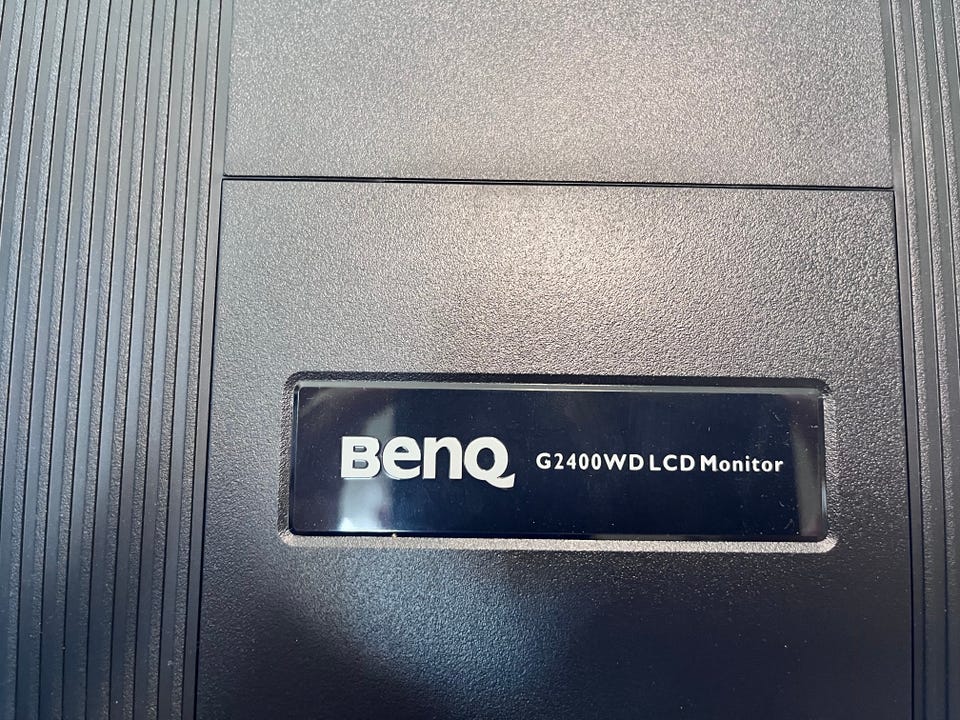 BenQ G2400WD LCD Monitor